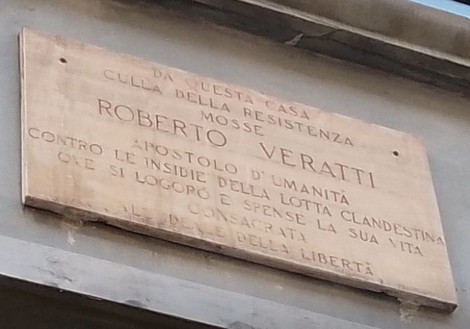 DA QUESTA CASA
CULLA DELLA RESISTENZA
MOSSE
ROBERTO VERATTI
APOSTOLO D'UMANITÀ
CONTRO LE INSIDIE DELLA LOTTA CLANDESTINA
OVE SI LOGORÒ E SPENSE LA SUA VITA
CONSACRATA
DELLA LIBERTÀ